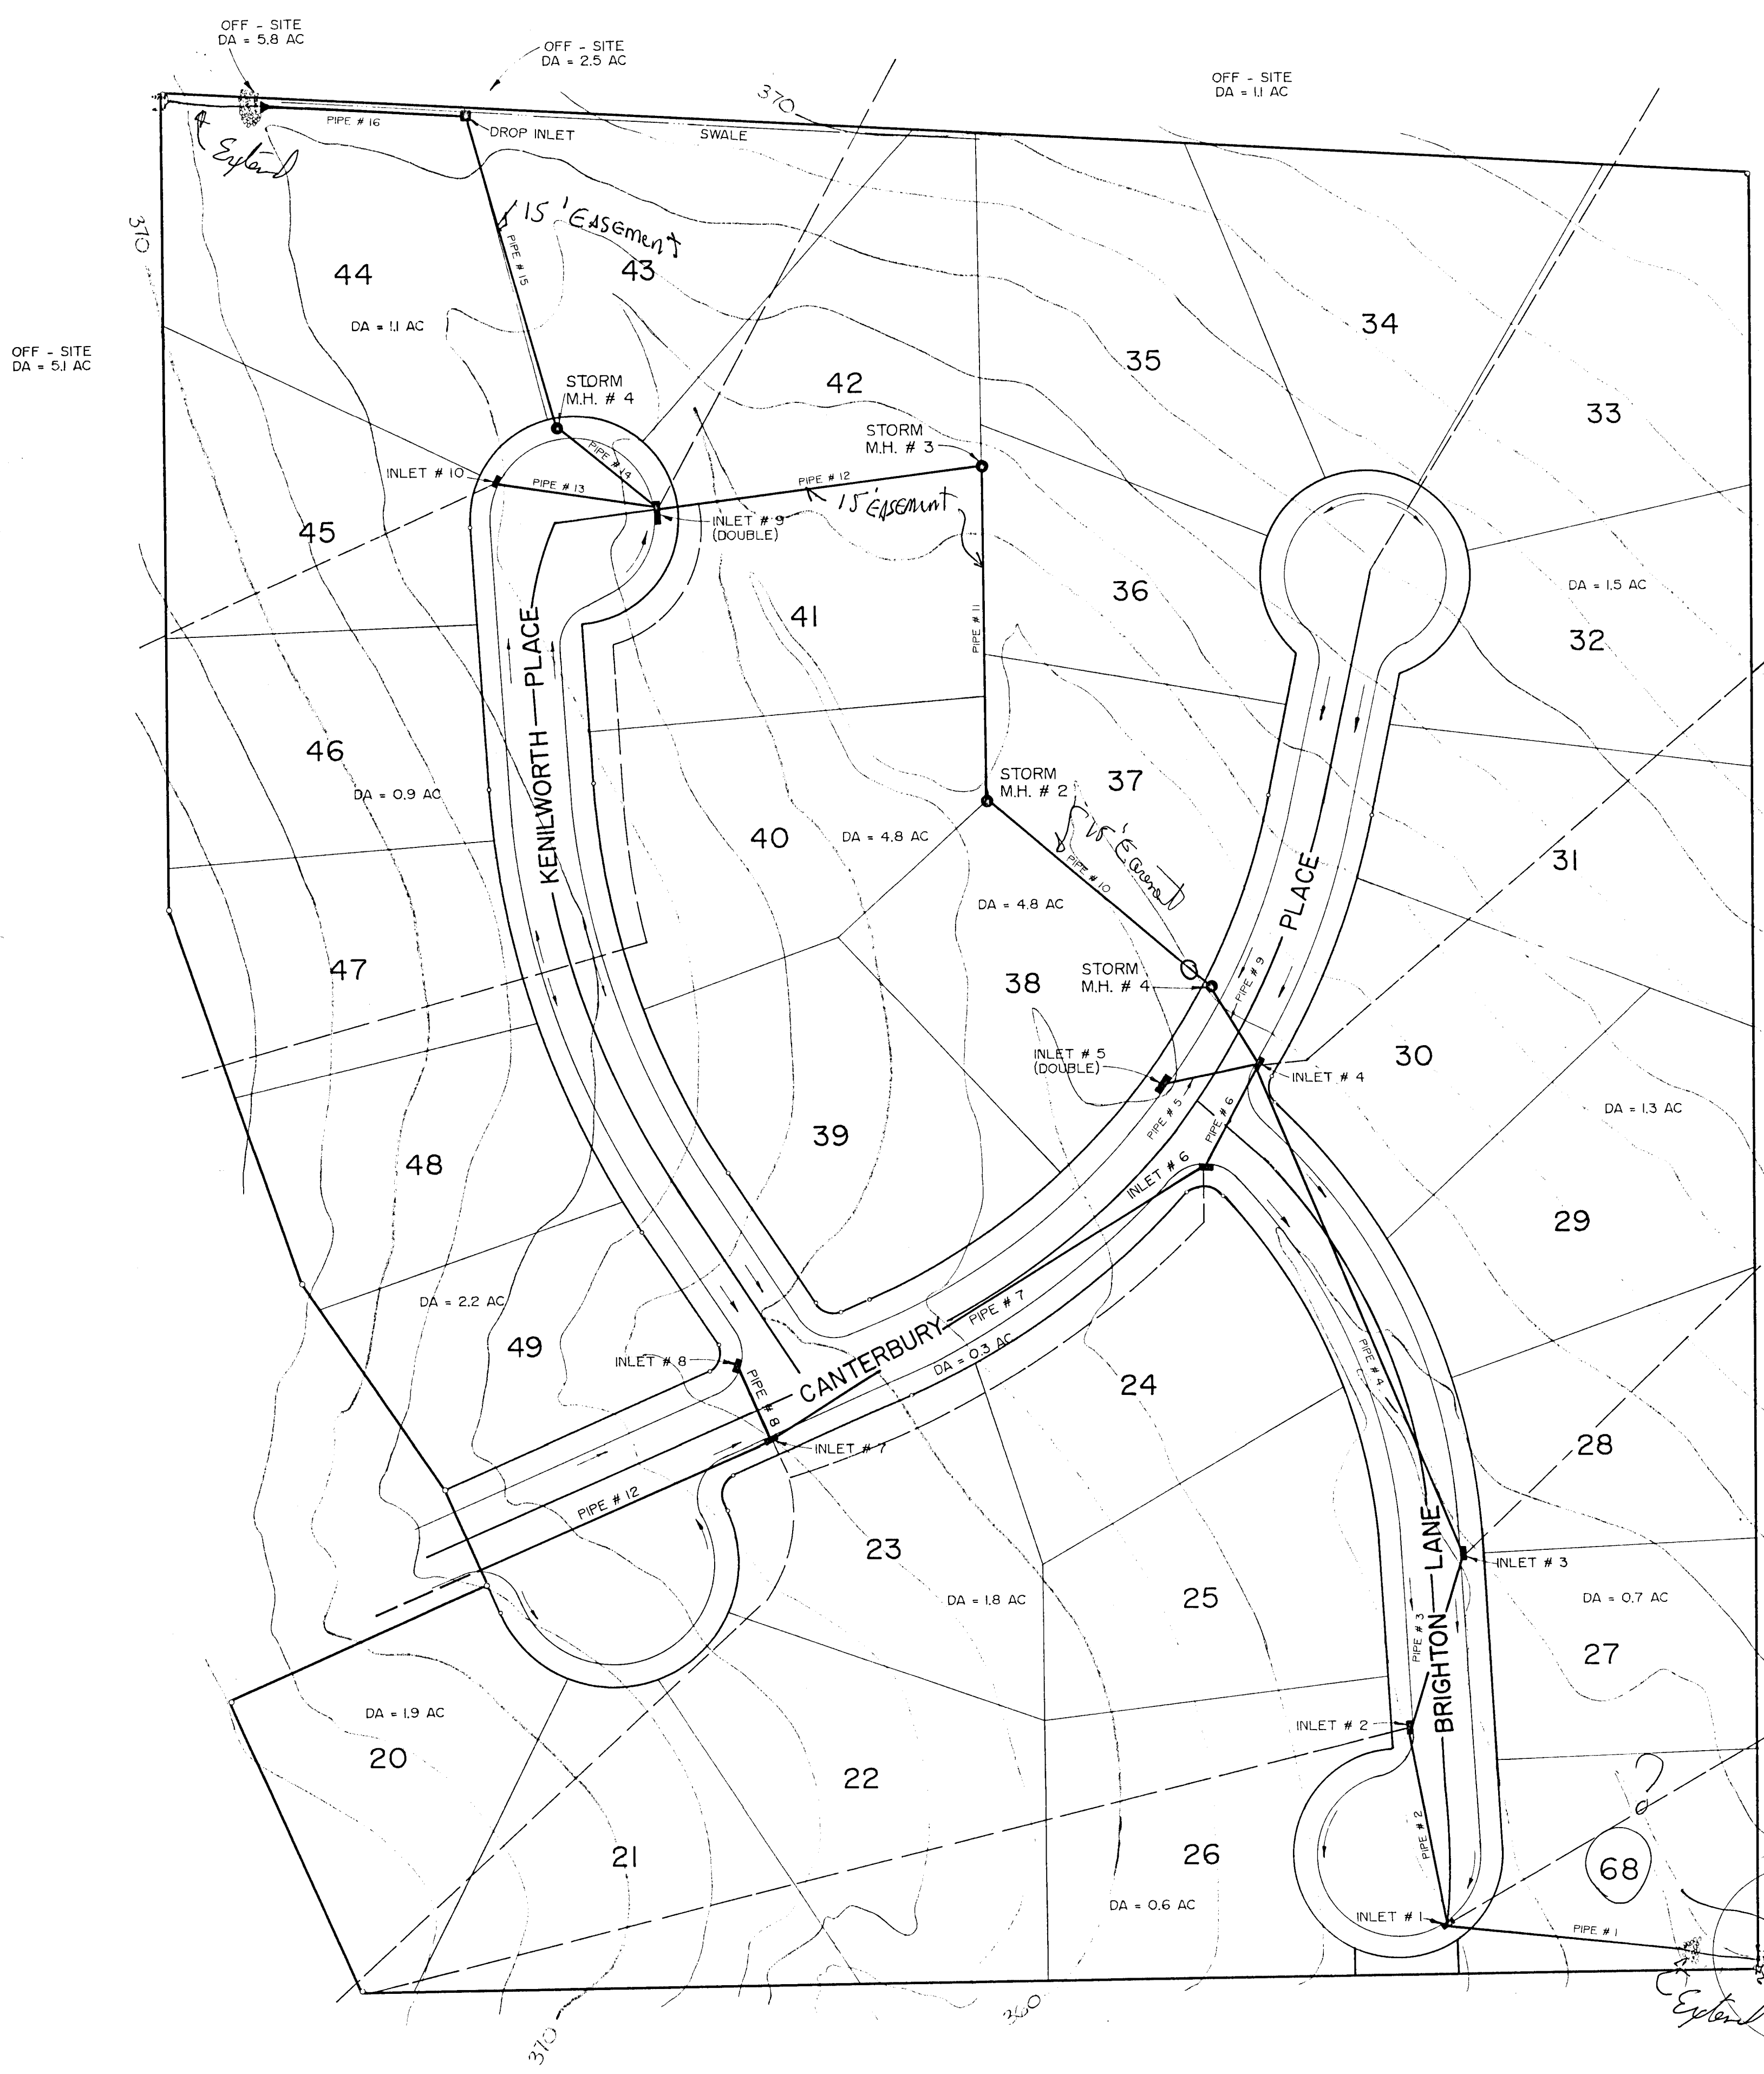 OFF - SITE
DA = 5.8 AC
OFF - SITE
DA = 2.5 AC
OFF - SITE
DA = 1.1 AC
370
PIPE # 16
DROP INLET
SWALE
Extend
370
15' EASEMENT
PIPE # 15
44
43
DA = 1.1 AC
OFF - SITE
DA = 5.1 AC
34
35
33
42
STORM
M.H. # 4
STORM
M.H. # 3
INLET # 10
PIPE # 14
PIPE # 13
PIPE # 12
15' EASEMENT
INLET # 9
(DOUBLE)
45
41
36
PIPE # 11
DA = 1.5 AC
32
KENILWORTH PLACE
46
DA = 0.9 AC
STORM
M.H. # 2
37
15' Easement
PIPE # 10
40
DA = 4.8 AC
31
DA = 4.8 AC
PLACE
47
38
STORM
M.H. # 4
PIPE # 9
INLET # 5
(DOUBLE)
INLET # 4
30
DA = 1.3 AC
PIPE # 5
PIPE # 6
39
48
INLET # 6
29
DA = 2.2 AC
49
PIPE # 7
CANTERBURY
DA = 0.3 AC
INLET # 8
PIPE # 8
24
PIPE # 4
INLET # 7
28
PIPE # 12
23
INLET # 3
DA = 1.8 AC
25
DA = 0.7 AC
BRIGHTON LANE
PIPE # 3
27
DA = 1.9 AC
20
INLET # 2
22
?
21
26
PIPE # 2
68
DA = 0.6 AC
INLET # 1
PIPE # 1
360
Extend
370